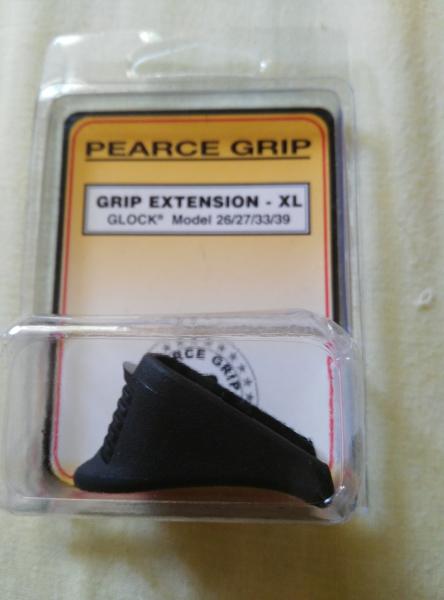 PEARCE GRIP
GRIP EXTENSION - XL
GLOCK® Model 26/27/33/39
PEARCE GRIP